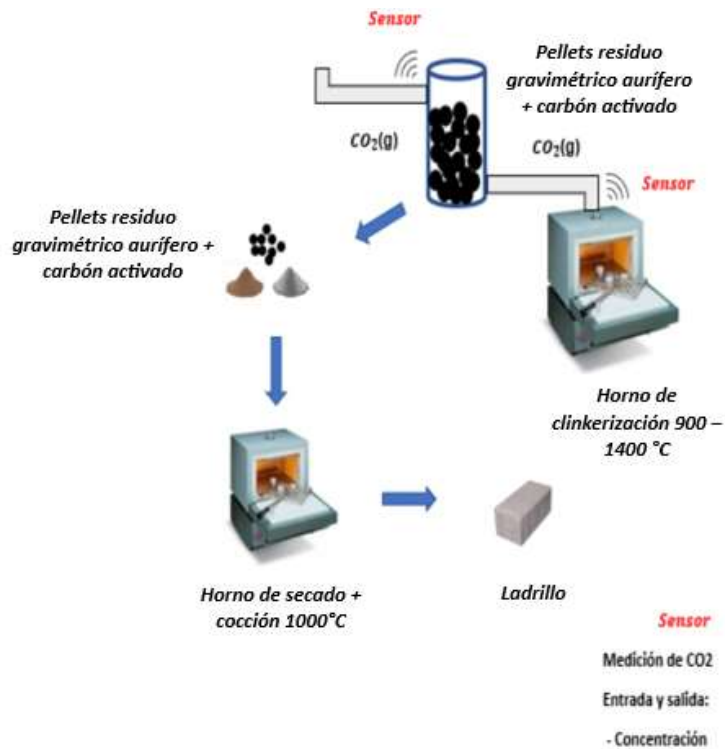 Sensor
Pellets residuo
gravimétrico aurífero
+ carbón activado
CO₂(g)
CO₂(g)
Sensor
Pellets residuo
gravimétrico aurífero +
carbón activado
Horno de
clinkerización 900 –
1400 °C
Horno de secado +
cocción 1000°C
Ladrillo
Sensor
Medición de CO2
Entrada y salida:
- Concentración